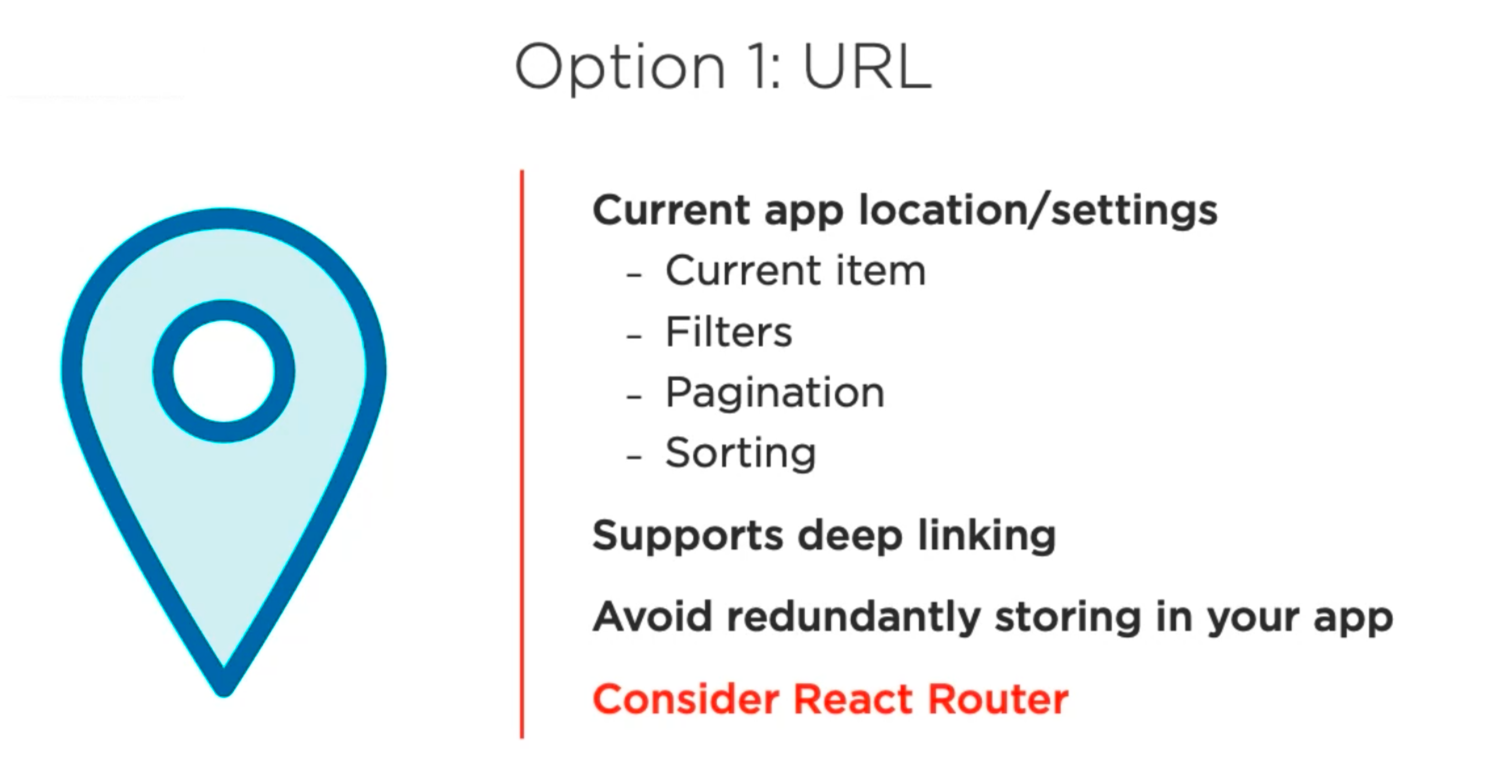 Option 1: URL
Current app location/settings
- Current item
- Filters
- Pagination
- Sorting
Supports deep linking
Avoid redundantly storing in your app
Consider React Router